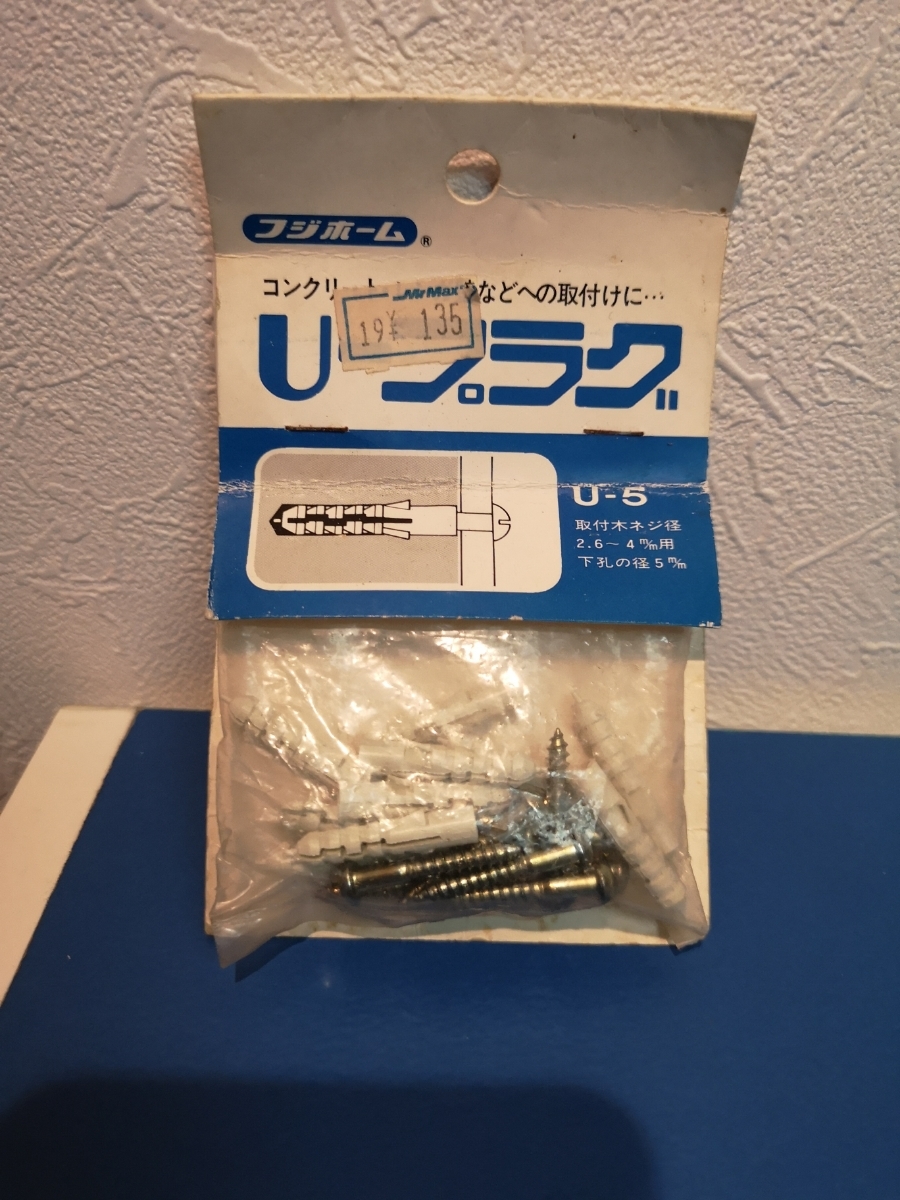 フジホーム®
コンクリート などへの取付けに…
MrMax
19¥ 135
U プラグ
U-5
取付木ネジ径
2.6～4㎜用
下孔の径5㎜